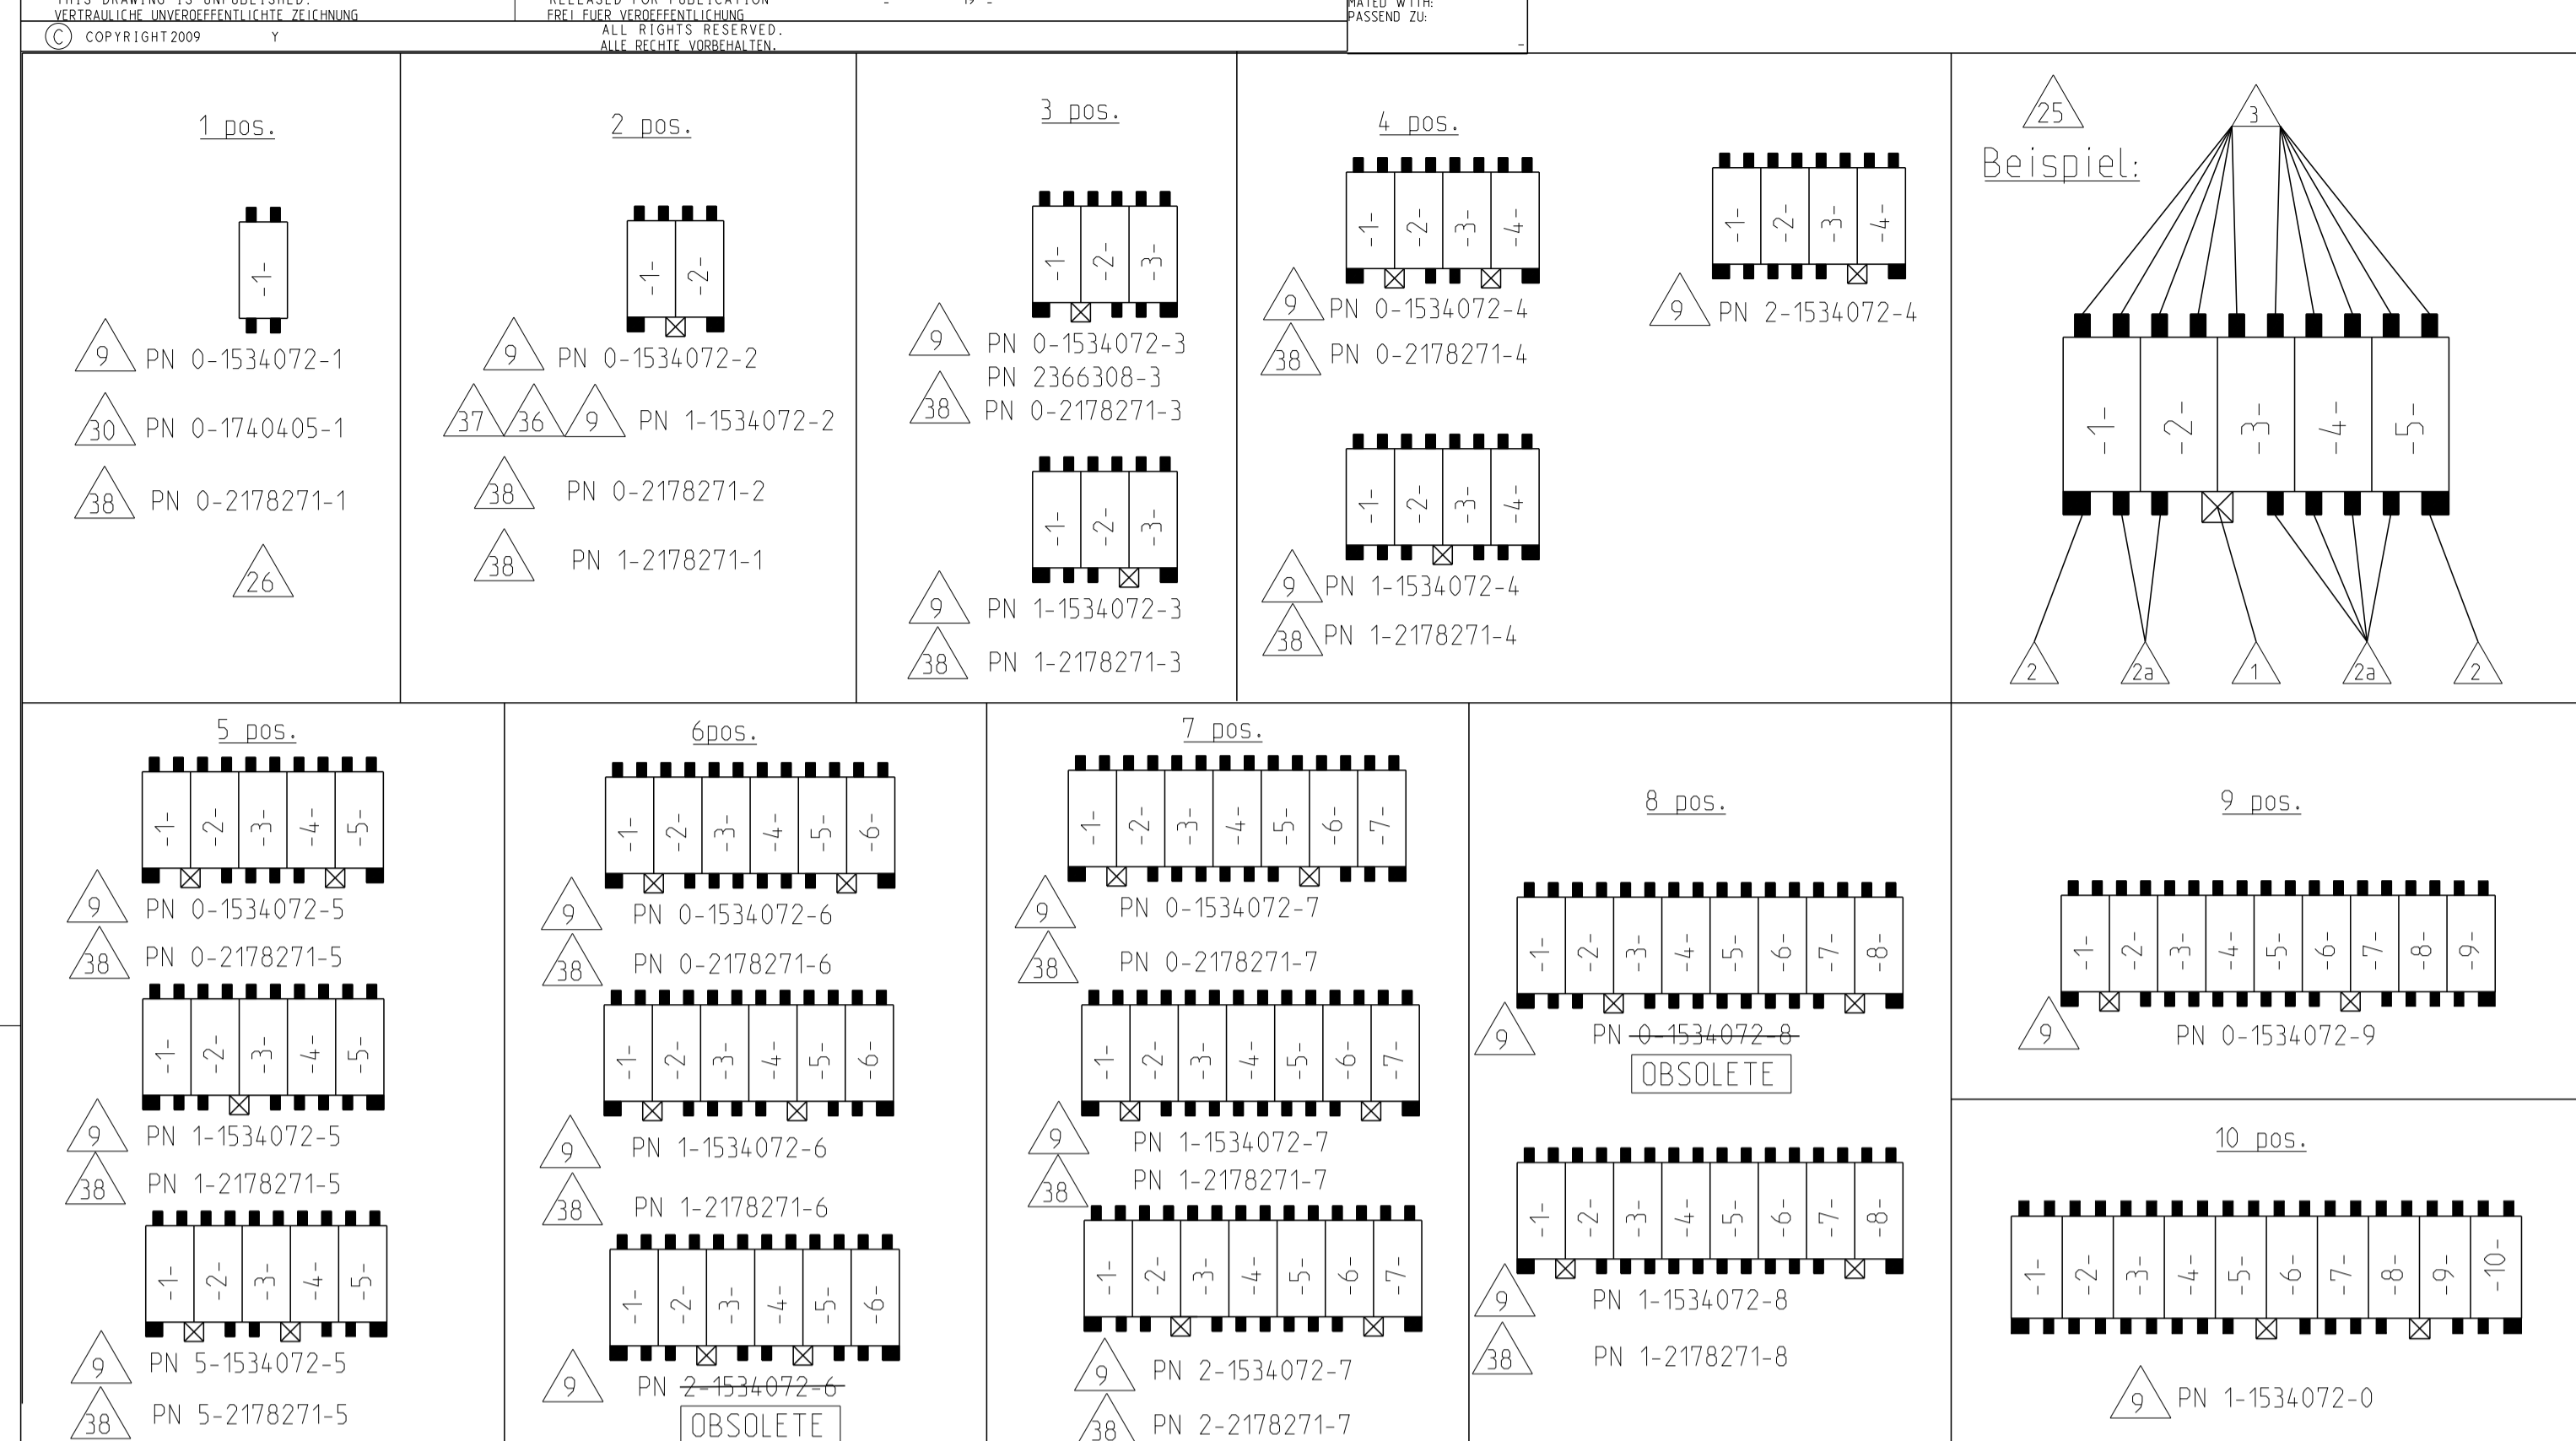 VERTRAULICHE UNVEROEFFENTLICHTE ZEICHNUNG
RELEASED FOR PUBLICATION
FREI FUER VEROEFFENTLICHUNG
C COPYRIGHT 2009 Y
ALL RIGHTS RESERVED.
ALLE RECHTE VORBEHALTEN.
MATED WITH:
PASSEND ZU:
-
1 pos.
-1-
9 PN 0-1534072-1
30 PN 0-1740405-1
38 PN 0-2178271-1
26
2 pos.
-1- -2-
9 PN 0-1534072-2
37 36 9 PN 1-1534072-2
38 PN 0-2178271-2
38 PN 1-2178271-1
3 pos.
-1- -2- -3-
9 PN 0-1534072-3
PN 2366308-3
38 PN 0-2178271-3
-1- -2- -3-
9 PN 1-1534072-3
38 PN 1-2178271-3
4 pos.
-1- -2- -3- -4-
9 PN 0-1534072-4
38 PN 0-2178271-4
-1- -2- -3- -4-
9 PN 2-1534072-4
-1- -2- -3- -4-
9 PN 1-1534072-4
38 PN 1-2178271-4
25
Beispiel:
3
-1- -2- -3- -4- -5-
2 2a 1 2a 2
5 pos.
-1- -2- -3- -4- -5-
9 PN 0-1534072-5
38 PN 0-2178271-5
-1- -2- -3- -4- -5-
9 PN 1-1534072-5
38 PN 1-2178271-5
-1- -2- -3- -4- -5-
9 PN 5-1534072-5
38 PN 5-2178271-5
6pos.
-1- -2- -3- -4- -5- -6-
9 PN 0-1534072-6
38 PN 0-2178271-6
-1- -2- -3- -4- -5- -6-
9 PN 1-1534072-6
38 PN 1-2178271-6
-1- -2- -3- -4- -5- -6-
9 PN 2-1534072-6
OBSOLETE
7 pos.
-1- -2- -3- -4- -5- -6- -7-
9 PN 0-1534072-7
38 PN 0-2178271-7
-1- -2- -3- -4- -5- -6- -7-
9 PN 1-1534072-7
38 PN 1-2178271-7
-1- -2- -3- -4- -5- -6- -7-
9 PN 2-1534072-7
38 PN 2-2178271-7
8 pos.
-1- -2- -3- -4- -5- -6- -7- -8-
9 PN 0-1534072-8
OBSOLETE
-1- -2- -3- -4- -5- -6- -7- -8-
9 PN 1-1534072-8
38 PN 1-2178271-8
9 pos.
-1- -2- -3- -4- -5- -6- -7- -8- -9-
9 PN 0-1534072-9
10 pos.
-1- -2- -3- -4- -5- -6- -7- -8- -9- -10-
9 PN 1-1534072-0